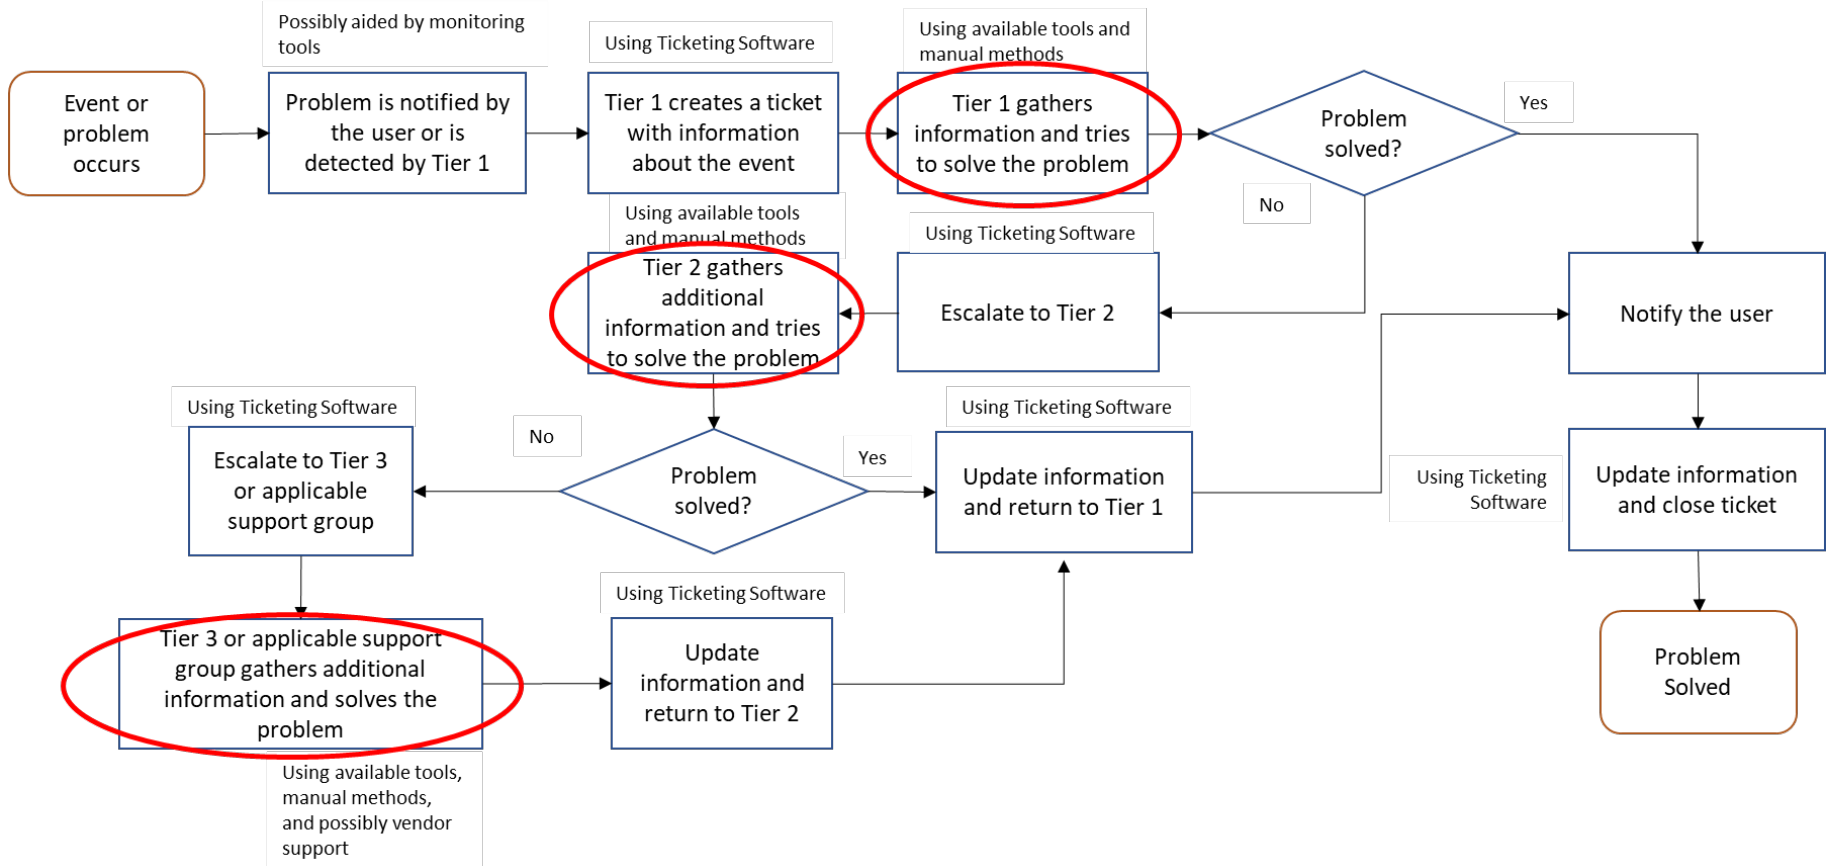 Possibly aided by monitoring
tools
Using Ticketing Software
Using available tools and
manual methods
Event or
problem
occurs
Problem is notified by
the user or is
detected by Tier 1
Tier 1 creates a ticket
with information
about the event
Tier 1 gathers
information and tries
to solve the problem
Problem
solved?
Yes
No
Using available tools
and manual methods
Using Ticketing Software
Tier 2 gathers
additional
information and tries
to solve the problem
Escalate to Tier 2
Notify the user
Using Ticketing Software
No
Yes
Using Ticketing Software
Escalate to Tier 3
or applicable
support group
Problem
solved?
Update information
and return to Tier 1
Using Ticketing
Software
Update information
and close ticket
Using Ticketing Software
Tier 3 or applicable support
group gathers additional
information and solves the
problem
Update
information and
return to Tier 2
Problem
Solved
Using available tools,
manual methods,
and possibly vendor
support